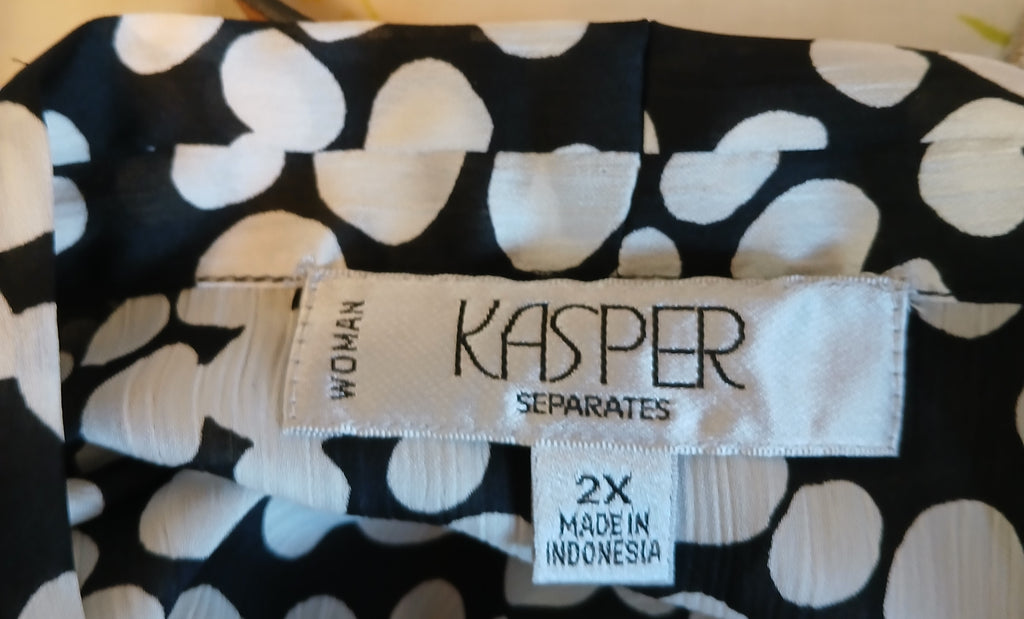 WOMAN
KASPER
SEPARATES
2X
MADE IN
INDONESIA